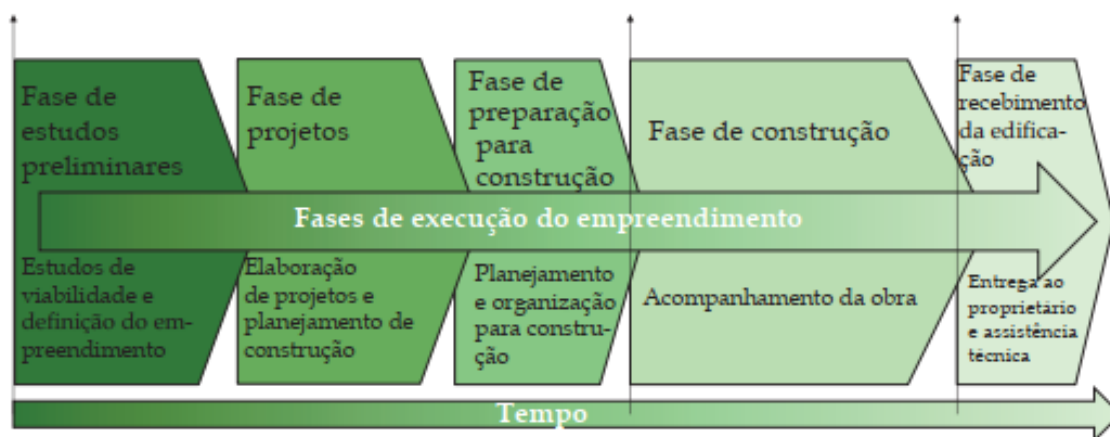 Fase de
estudos
preliminares
Fase de
projetos
Fase de
preparação
para
construção
Fase de construção
Fase de
recebimento
da edifica-
ção
Fases de execução do empreendimento
Estudos de
viabilidade e
definição do em-
preendimento
Elaboração
de projetos e
planejamento de
construção
Planejamento
e organização
para constru-
ção
Acompanhamento da obra
Entrega ao
proprietário
e assistência
técnica
Tempo